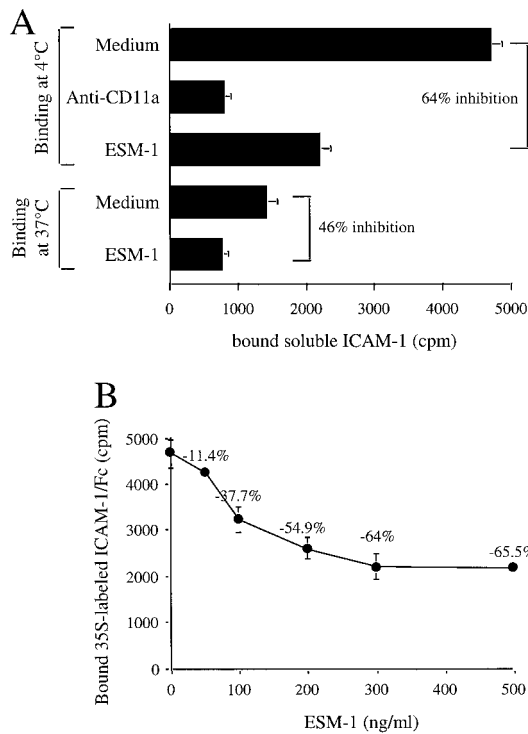 A
Binding at 4°C
Medium
Anti-CD11a
ESM-1
64% inhibition
Binding
at 37°C
Medium
ESM-1
46% inhibition
0 1000 2000 3000 4000 5000
bound soluble ICAM-1 (cpm)
B
Bound 35S-labeled ICAM-1/Fc (cpm)
5000
4000
3000
2000
0
-11.4%
-37.7%
-54.9%
-64%
-65.5%
0 100 200 300 400 500
ESM-1 (ng/ml)